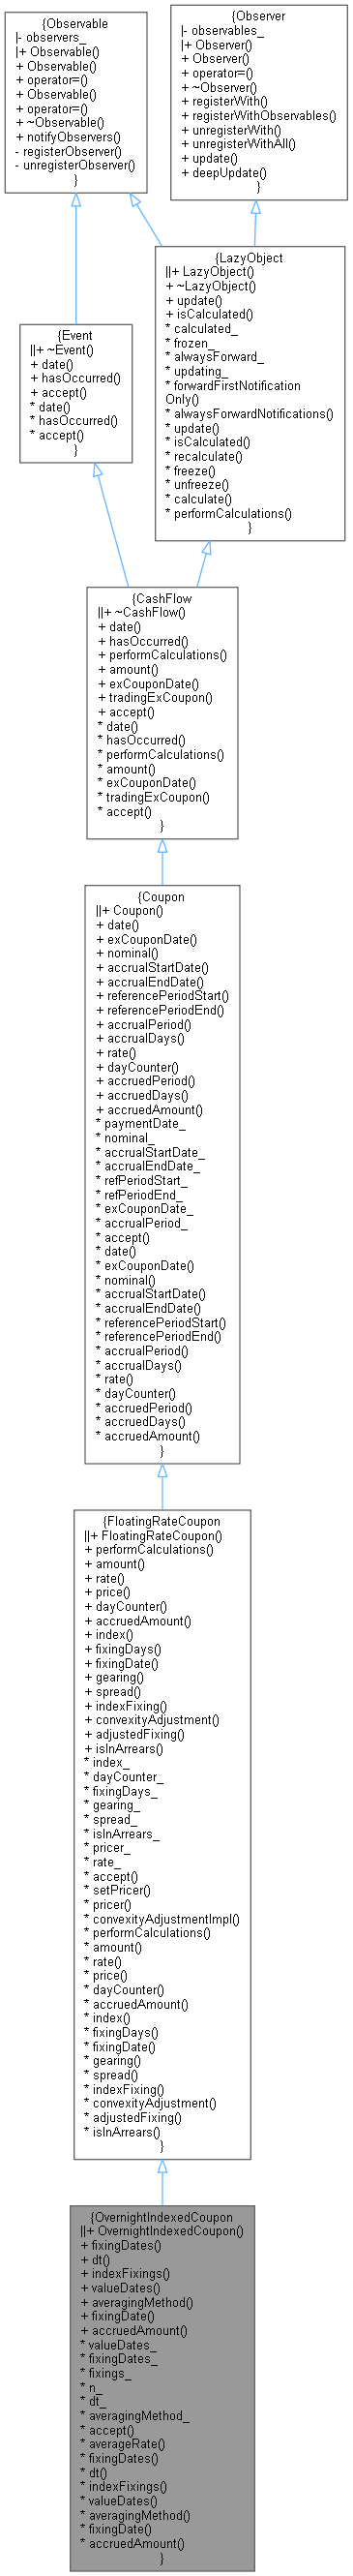 {Observable
|- observers_
|+ Observable()
+ Observable()
+ operator=()
+ Observable()
+ operator=()
+ ~Observable()
+ notifyObservers()
- registerObserver()
- unregisterObserver()
}
{Observer
|- observables_
|+ Observer()
+ Observer()
+ operator=()
+ ~Observer()
+ registerWith()
+ registerWithObservables()
+ unregisterWith()
+ unregisterWithAll()
+ update()
+ deepUpdate()
}
{LazyObject
||+ LazyObject()
+ ~LazyObject()
+ update()
+ isCalculated()
* calculated_
* frozen_
* alwaysForward_
* updating_
* forwardFirstNotification
Only()
* alwaysForwardNotifications()
* update()
* isCalculated()
* recalculate()
* freeze()
* unfreeze()
* calculate()
* performCalculations()
}
{Event
||+ ~Event()
+ date()
+ hasOccurred()
+ accept()
* date()
* hasOccurred()
* accept()
}
{CashFlow
||+ ~CashFlow()
+ date()
+ hasOccurred()
+ performCalculations()
+ amount()
+ exCouponDate()
+ tradingExCoupon()
+ accept()
* date()
* hasOccurred()
* performCalculations()
* amount()
* exCouponDate()
* tradingExCoupon()
* accept()
}
{Coupon
||+ Coupon()
+ date()
+ exCouponDate()
+ nominal()
+ accrualStartDate()
+ accrualEndDate()
+ referencePeriodStart()
+ referencePeriodEnd()
+ accrualPeriod()
+ accrualDays()
+ rate()
+ dayCounter()
+ accruedPeriod()
+ accruedDays()
+ accruedAmount()
* paymentDate_
* nominal_
* accrualStartDate_
* accrualEndDate_
* refPeriodStart_
* refPeriodEnd_
* exCouponDate_
* accrualPeriod_
* accept()
* date()
* exCouponDate()
* nominal()
* accrualStartDate()
* accrualEndDate()
* referencePeriodStart()
* referencePeriodEnd()
* accrualPeriod()
* accrualDays()
* rate()
* dayCounter()
* accruedPeriod()
* accruedDays()
* accruedAmount()
}
{FloatingRateCoupon
||+ FloatingRateCoupon()
+ performCalculations()
+ amount()
+ rate()
+ price()
+ dayCounter()
+ accruedAmount()
+ index()
+ fixingDays()
+ fixingDate()
+ gearing()
+ spread()
+ indexFixing()
+ convexityAdjustment()
+ adjustedFixing()
+ isInArrears()
* index_
* dayCounter_
* fixingDays_
* gearing_
* spread_
* isInArrears_
* pricer_
* rate_
* accept()
* setPricer()
* pricer()
* convexityAdjustmentImpl()
* performCalculations()
* amount()
* rate()
* price()
* dayCounter()
* accruedAmount()
* index()
* fixingDays()
* fixingDate()
* gearing()
* spread()
* indexFixing()
* convexityAdjustment()
* adjustedFixing()
* isInArrears()
}
{OvernightIndexedCoupon
||+ OvernightIndexedCoupon()
+ fixingDates()
+ dt()
+ indexFixings()
+ valueDates()
+ averagingMethod()
+ fixingDate()
+ accruedAmount()
* valueDates_
* fixingDates_
* fixings_
* n_
* dt_
* averagingMethod_
* accept()
* averageRate()
* fixingDates()
* dt()
* indexFixings()
* valueDates()
* averagingMethod()
* fixingDate()
* accruedAmount()
}